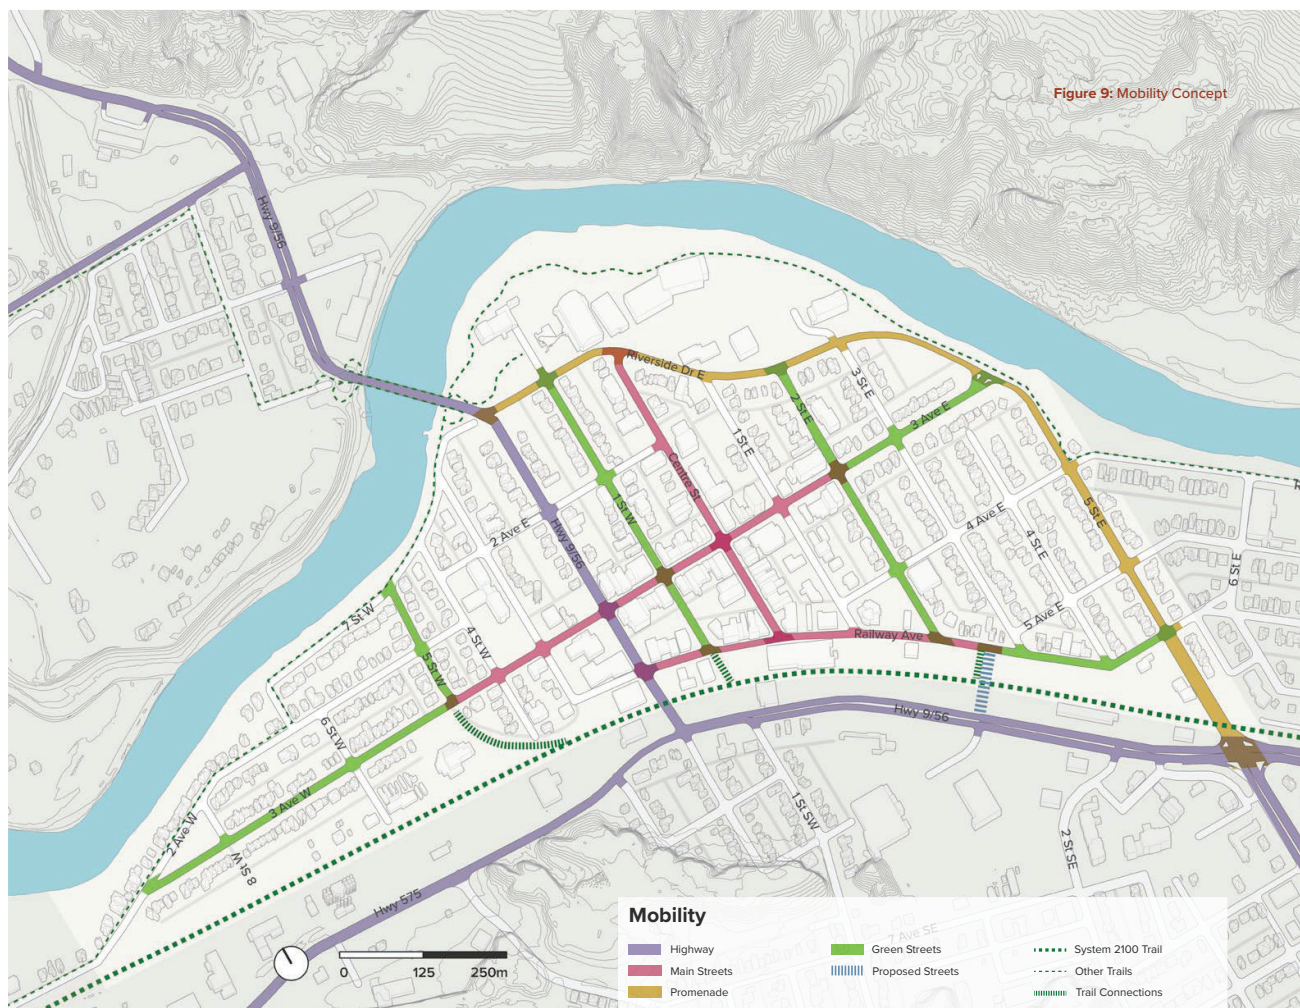 Figure 9: Mobility Concept
Hwy 9/56
Riverside Dr E
3 St E
2 St E
3 Ave E
1 St E
Centre St
1 St W
Hwy 9/56
2 Ave E
4 Ave E
4 St E
5 St E
6 St E
5 Ave E
7 St W
4 St W
5 St W
Railway Ave
6 St W
Hwy 9/56
3 Ave W
2 Ave W
8 St W
1 St SW
2 St SE
Hwy 575
7 Ave SE
0 125 250m
Mobility
Highway
Main Streets
Promenade
Green Streets
Proposed Streets
System 2100 Trail
Other Trails
Trail Connections